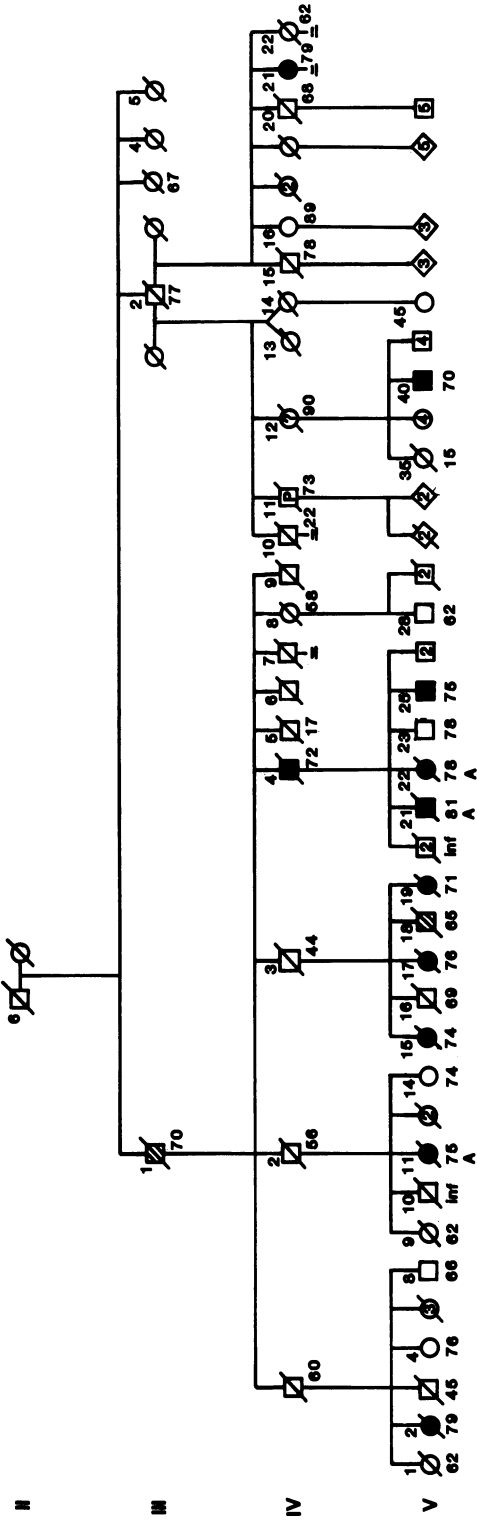 II 6
III 1 2 4 5
70 77 67
IV 2 3 4 5 6 7 8 9 10 11 P 12 13 14 15 16 2 20 21 22
60 56 44 72 17 = 58 = 22 73 90 78 89 68 = 79 = 62
V 1 2 4 3 8 9 10 11 2 14 15 16 17 18 19 2 21 22 23 25 2 26 2 2 2 35 4 40 4 3 3 5 5
62 79 45 76 66 62 Inf 75 74 74 69 76 65 71 Inf 81 78 78 75 62 15 70 45
A A A